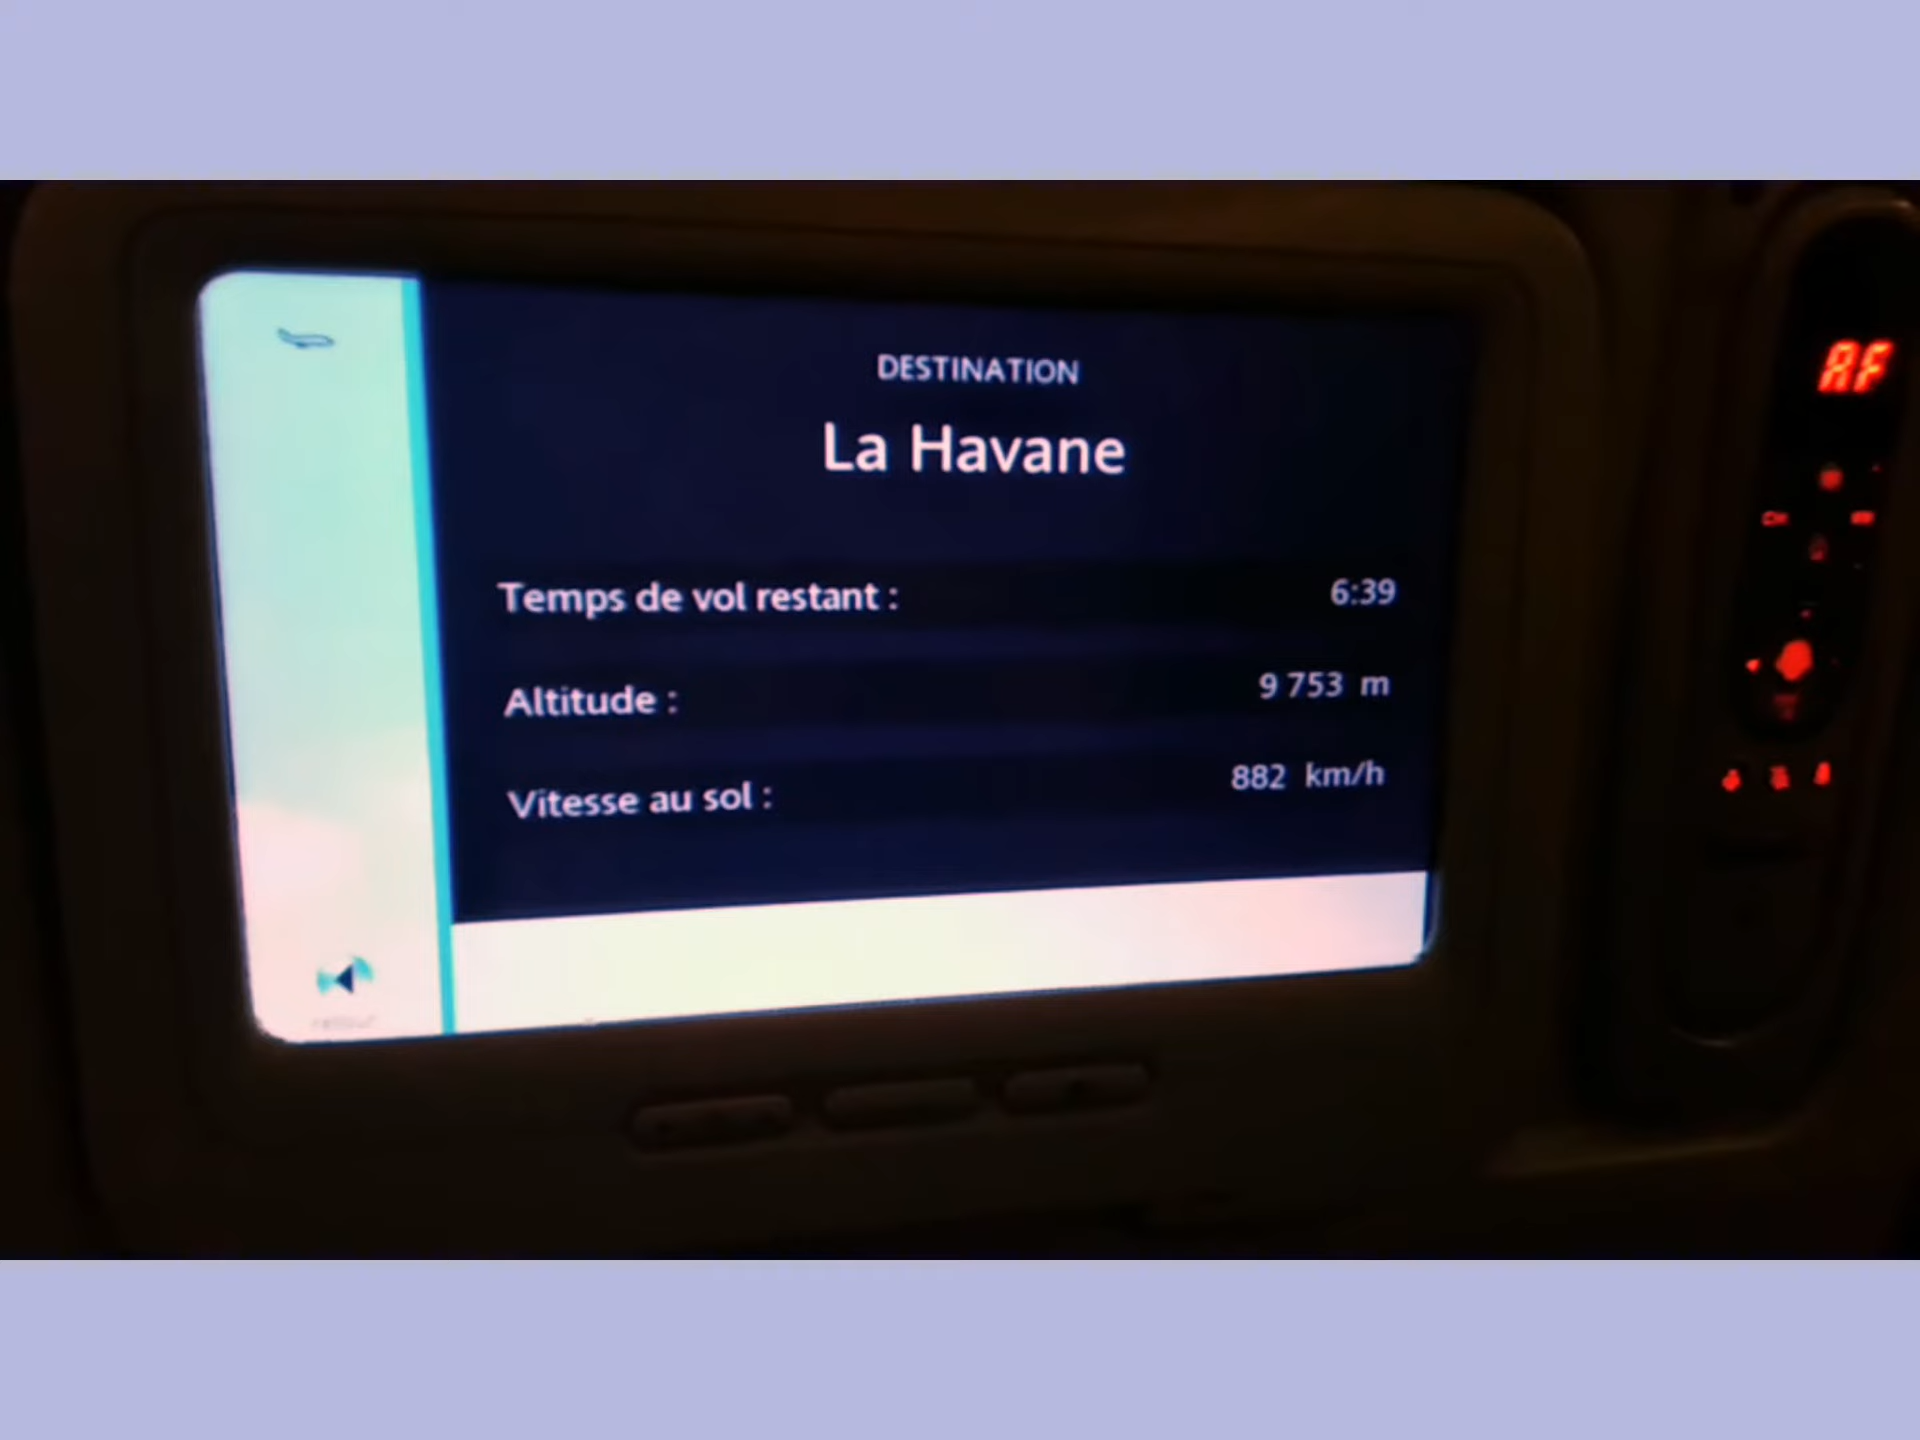 DESTINATION
La Havane
Temps de vol restant : 6:39
Altitude : 9 753 m
Vitesse au sol : 882 km/h
AF